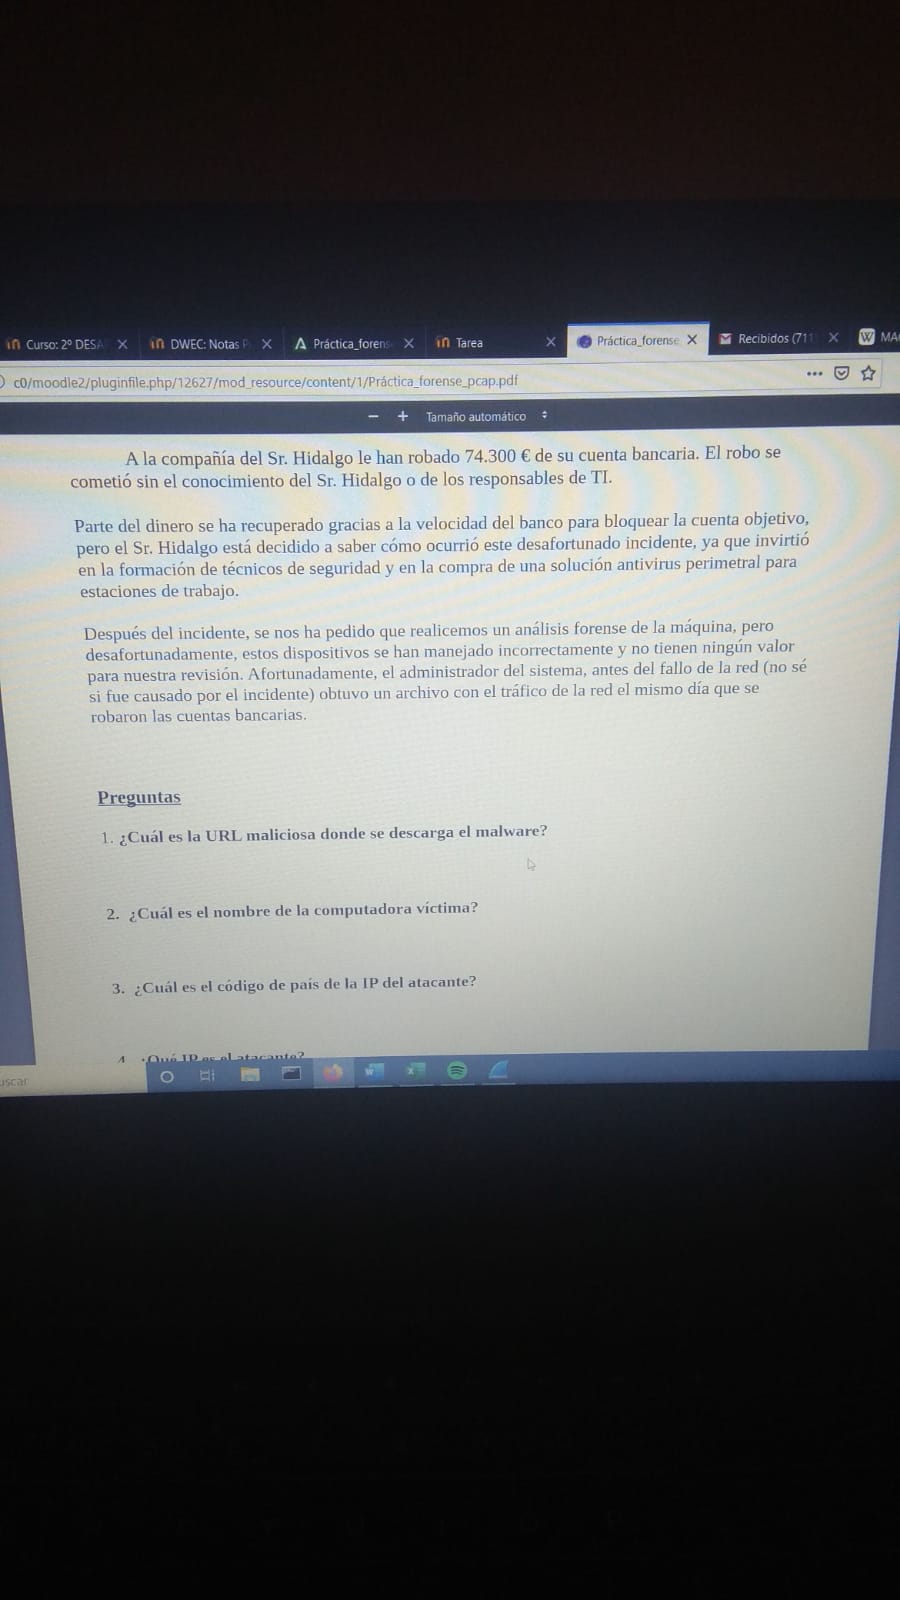 Curso: 2º DESA
DWEC: Notas P
Práctica_forens
Tarea
Práctica_forense
Recibidos (711
W MA
c0/moodle2/pluginfile.php/12627/mod_resource/content/1/Práctica_forense_pcap.pdf
− + Tamaño automático
A la compañía del Sr. Hidalgo le han robado 74.300 € de su cuenta bancaria. El robo se
cometió sin el conocimiento del Sr. Hidalgo o de los responsables de TI.
Parte del dinero se ha recuperado gracias a la velocidad del banco para bloquear la cuenta objetivo,
pero el Sr. Hidalgo está decidido a saber cómo ocurrió este desafortunado incidente, ya que invirtió
en la formación de técnicos de seguridad y en la compra de una solución antivirus perimetral para
estaciones de trabajo.
Después del incidente, se nos ha pedido que realicemos un análisis forense de la máquina, pero
desafortunadamente, estos dispositivos se han manejado incorrectamente y no tienen ningún valor
para nuestra revisión. Afortunadamente, el administrador del sistema, antes del fallo de la red (no sé
si fue causado por el incidente) obtuvo un archivo con el tráfico de la red el mismo día que se
robaron las cuentas bancarias.
Preguntas
1. ¿Cuál es la URL maliciosa donde se descarga el malware?
2. ¿Cuál es el nombre de la computadora víctima?
3. ¿Cuál es el código de país de la IP del atacante?
4. ¿Qué IP es el atacante?
uscar